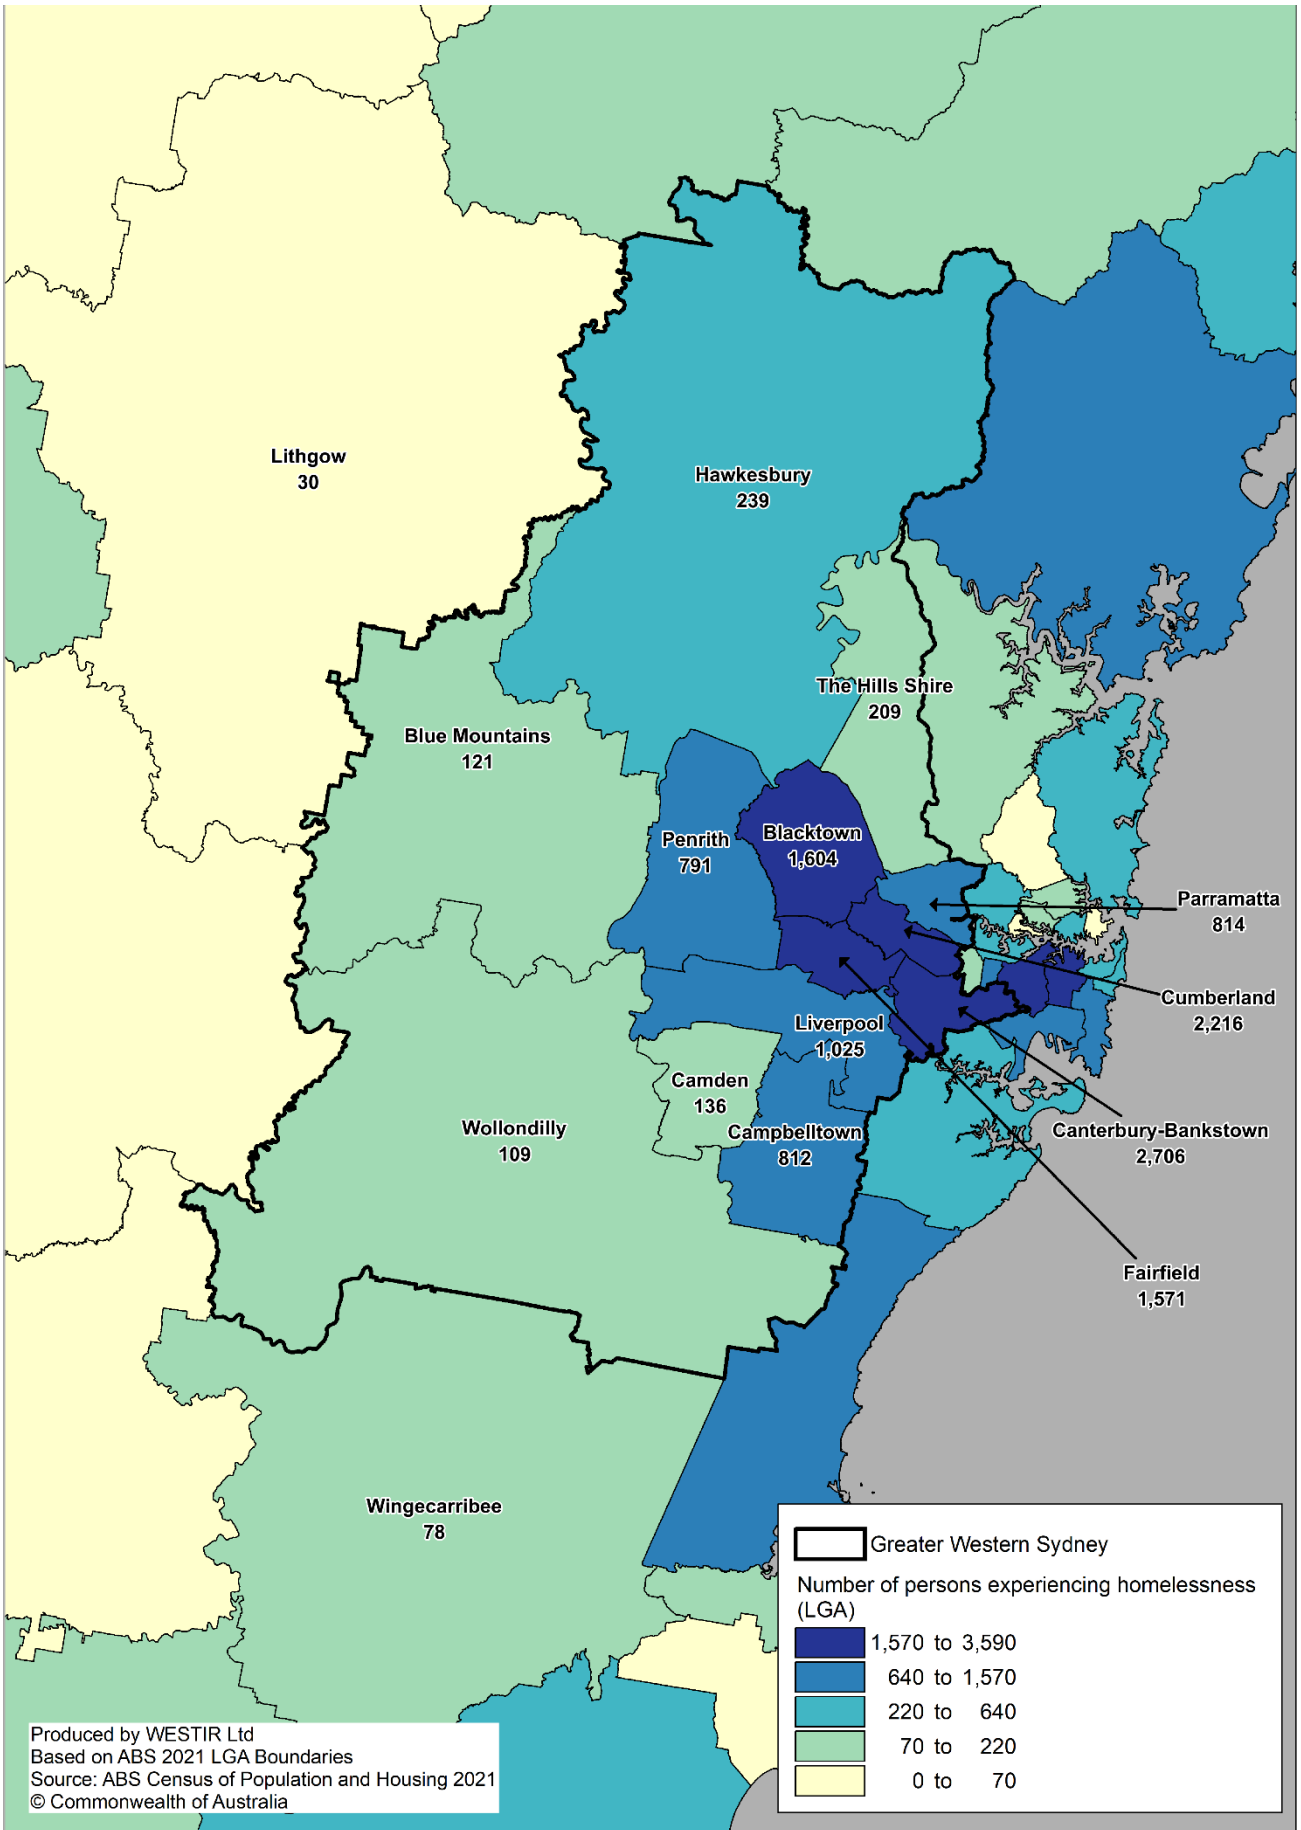 Lithgow
30
Hawkesbury
239
The Hills Shire
209
Blue Mountains
121
Penrith
791
Blacktown
1,604
Parramatta
814
Cumberland
2,216
Liverpool
1,025
Camden
136
Wollondilly
109
Campbelltown
812
Canterbury-Bankstown
2,706
Fairfield
1,571
Wingecarribee
78
Greater Western Sydney
Number of persons experiencing homelessness
(LGA)
1,570 to 3,590
640 to 1,570
220 to 640
70 to 220
0 to 70
Produced by WESTIR Ltd
Based on ABS 2021 LGA Boundaries
Source: ABS Census of Population and Housing 2021
© Commonwealth of Australia